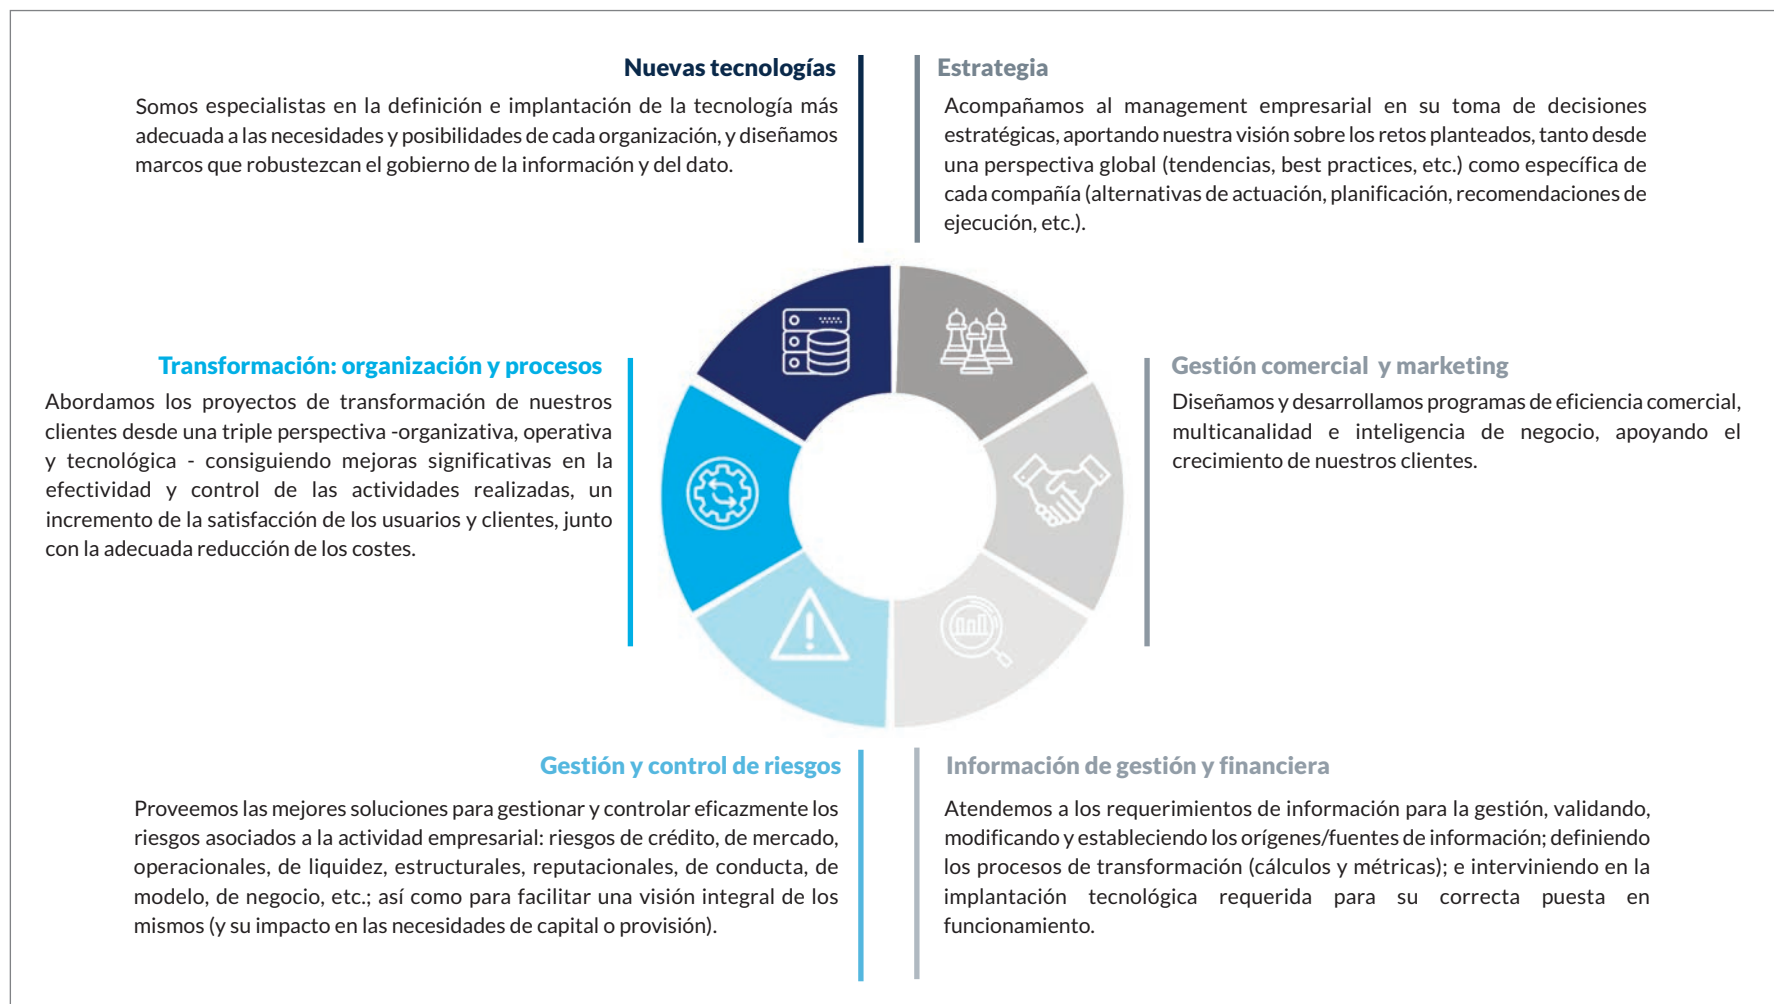 Nuevas tecnologías
Somos especialistas en la definición e implantación de la tecnología más
adecuada a las necesidades y posibilidades de cada organización, y diseñamos
marcos que robustezcan el gobierno de la información y del dato.
Estrategia
Acompañamos al management empresarial en su toma de decisiones
estratégicas, aportando nuestra visión sobre los retos planteados, tanto desde
una perspectiva global (tendencias, best practices, etc.) como específica de
cada compañía (alternativas de actuación, planificación, recomendaciones de
ejecución, etc.).
Transformación: organización y procesos
Abordamos los proyectos de transformación de nuestros
clientes desde una triple perspectiva -organizativa, operativa
y tecnológica - consiguiendo mejoras significativas en la
efectividad y control de las actividades realizadas, un
incremento de la satisfacción de los usuarios y clientes, junto
con la adecuada reducción de los costes.
Gestión comercial y marketing
Diseñamos y desarrollamos programas de eficiencia comercial,
multicanalidad e inteligencia de negocio, apoyando el
crecimiento de nuestros clientes.
Gestión y control de riesgos
Proveemos las mejores soluciones para gestionar y controlar eficazmente los
riesgos asociados a la actividad empresarial: riesgos de crédito, de mercado,
operacionales, de liquidez, estructurales, reputacionales, de conducta, de
modelo, de negocio, etc.; así como para facilitar una visión integral de los
mismos (y su impacto en las necesidades de capital o provisión).
Información de gestión y financiera
Atendemos a los requerimientos de información para la gestión, validando,
modificando y estableciendo los orígenes/fuentes de información; definiendo
los procesos de transformación (cálculos y métricas); e interviniendo en la
implantación tecnológica requerida para su correcta puesta en
funcionamiento.